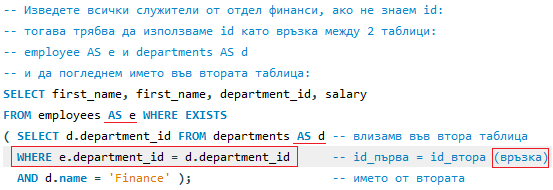 -- Изведете всички служители от отдел финанси, ако не знаем id:
-- тогава трябва да използваме id като връзка между 2 таблици:
-- employee AS e и departments AS d
-- и да погледнем името във втората таблица:
SELECT first_name, first_name, department_id, salary
FROM employees AS e WHERE EXISTS
( SELECT d.department_id FROM departments AS d -- влизамв във втора таблица
WHERE e.department_id = d.department_id -- id_първа = id_втора (връзка)
AND d.name = 'Finance' ); -- името от втората